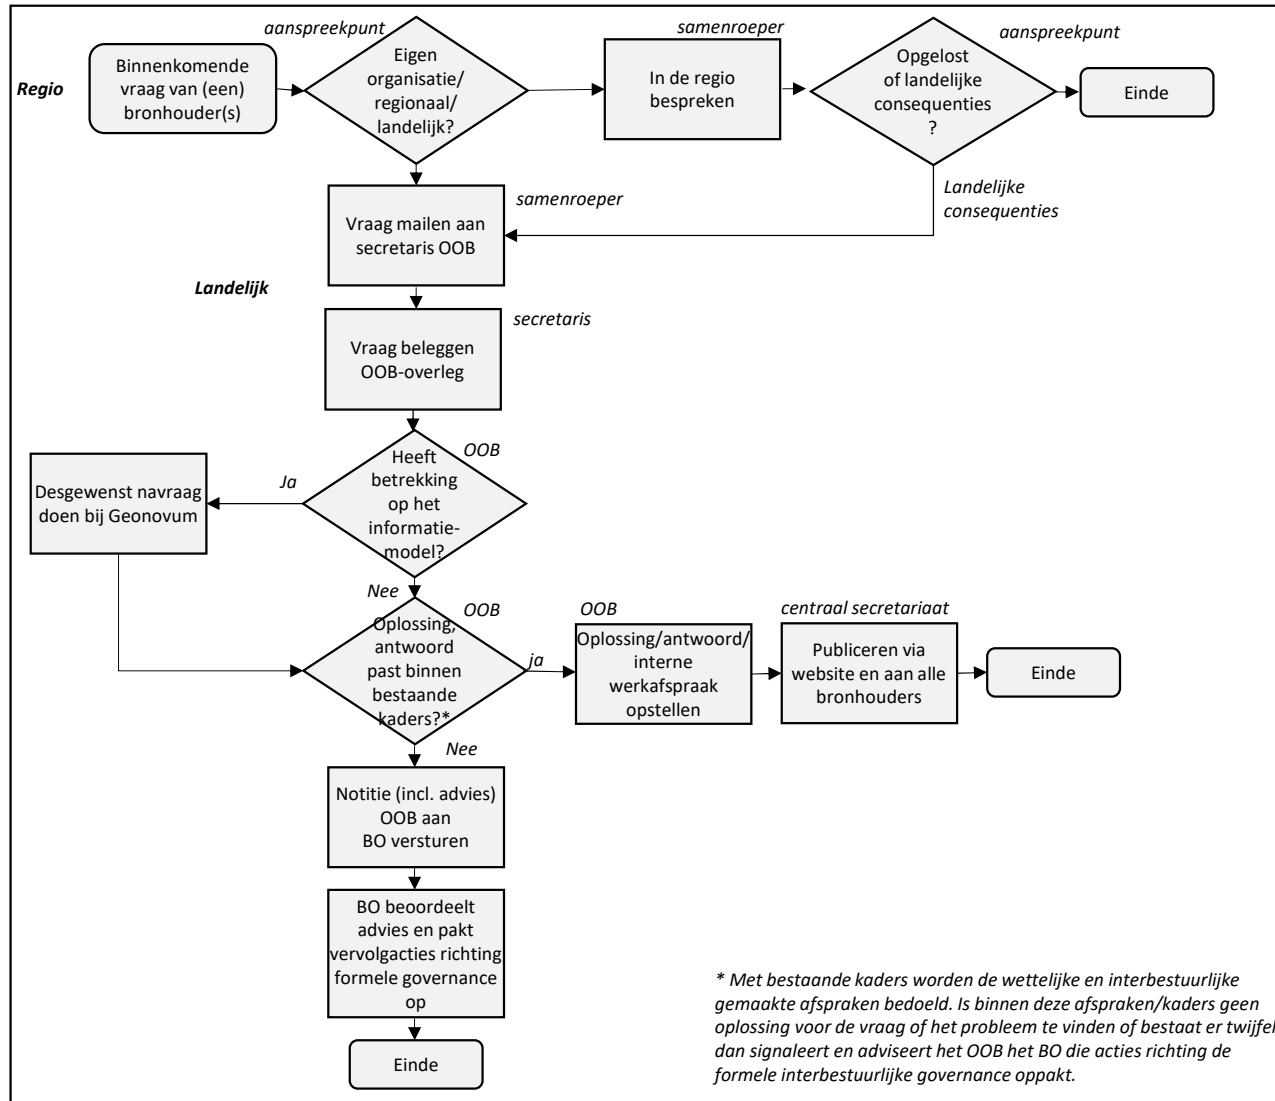 Regio
Binnenkomende
vraag van (een)
bronhouder(s)
aanspreekpunt
Eigen
organisatie/
regionaal/
landelijk?
samenroeper
In de regio
bespreken
Opgelost
of landelijke
consequenties
?
aanspreekpunt
Einde
Landelijke
consequenties
samenroeper
Vraag mailen aan
secretaris OOB
Landelijk
secretaris
Vraag beleggen
OOB-overleg
OOB
Heeft
betrekking
op het
informatie-
model?
Ja
Desgewenst navraag
doen bij Geonovum
Nee
OOB
Oplossing,
antwoord
past binnen
bestaande
kaders?*
ja
OOB
Oplossing/antwoord/
interne
werkafspraak
opstellen
centraal secretariaat
Publiceren via
website en aan alle
bronhouders
Einde
Nee
Notitie (incl. advies)
OOB aan
BO versturen
BO beoordeelt
advies en pakt
vervolgacties richting
formele governance
op
Einde
* Met bestaande kaders worden de wettelijke en interbestuurlijke
gemaakte afspraken bedoeld. Is binnen deze afspraken/kaders geen
oplossing voor de vraag of het probleem te vinden of bestaat er twijfel
dan signaleert en adviseert het OOB het BO die acties richting de
formele interbestuurlijke governance oppakt.